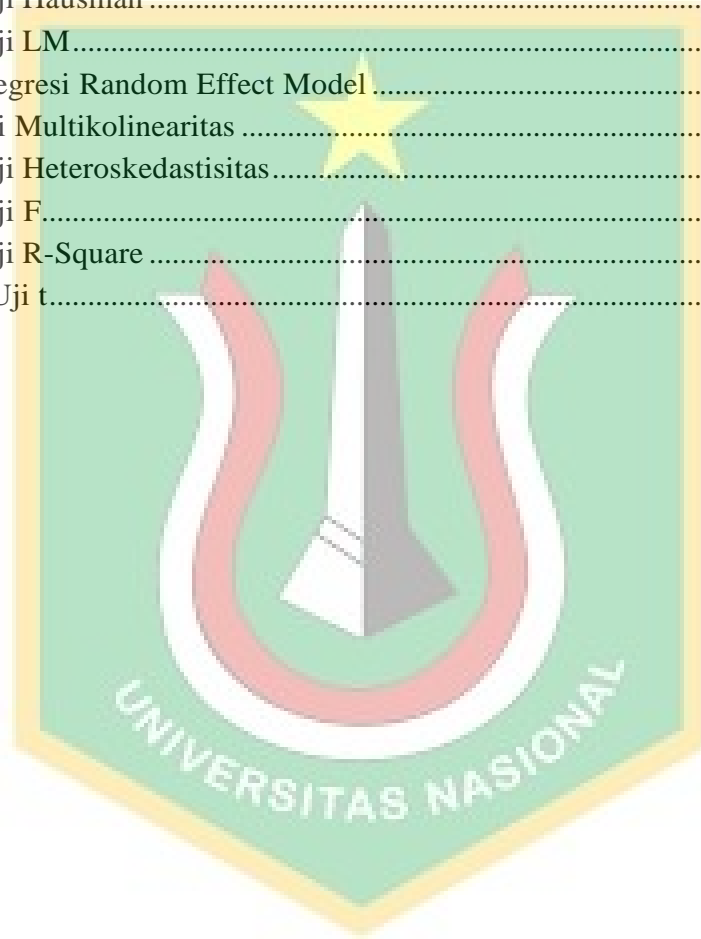 ji Hausman ........................................................................
ji LM................................................................................
egresi Random Effect Model ..........................................
i Multikolinearitas ...........................................................
ji Heteroskedastisitas.......................................................
ji F...................................................................................
ji R-Square ......................................................................
Uji t..................................................................................
UNIVERSITAS NASIONAL